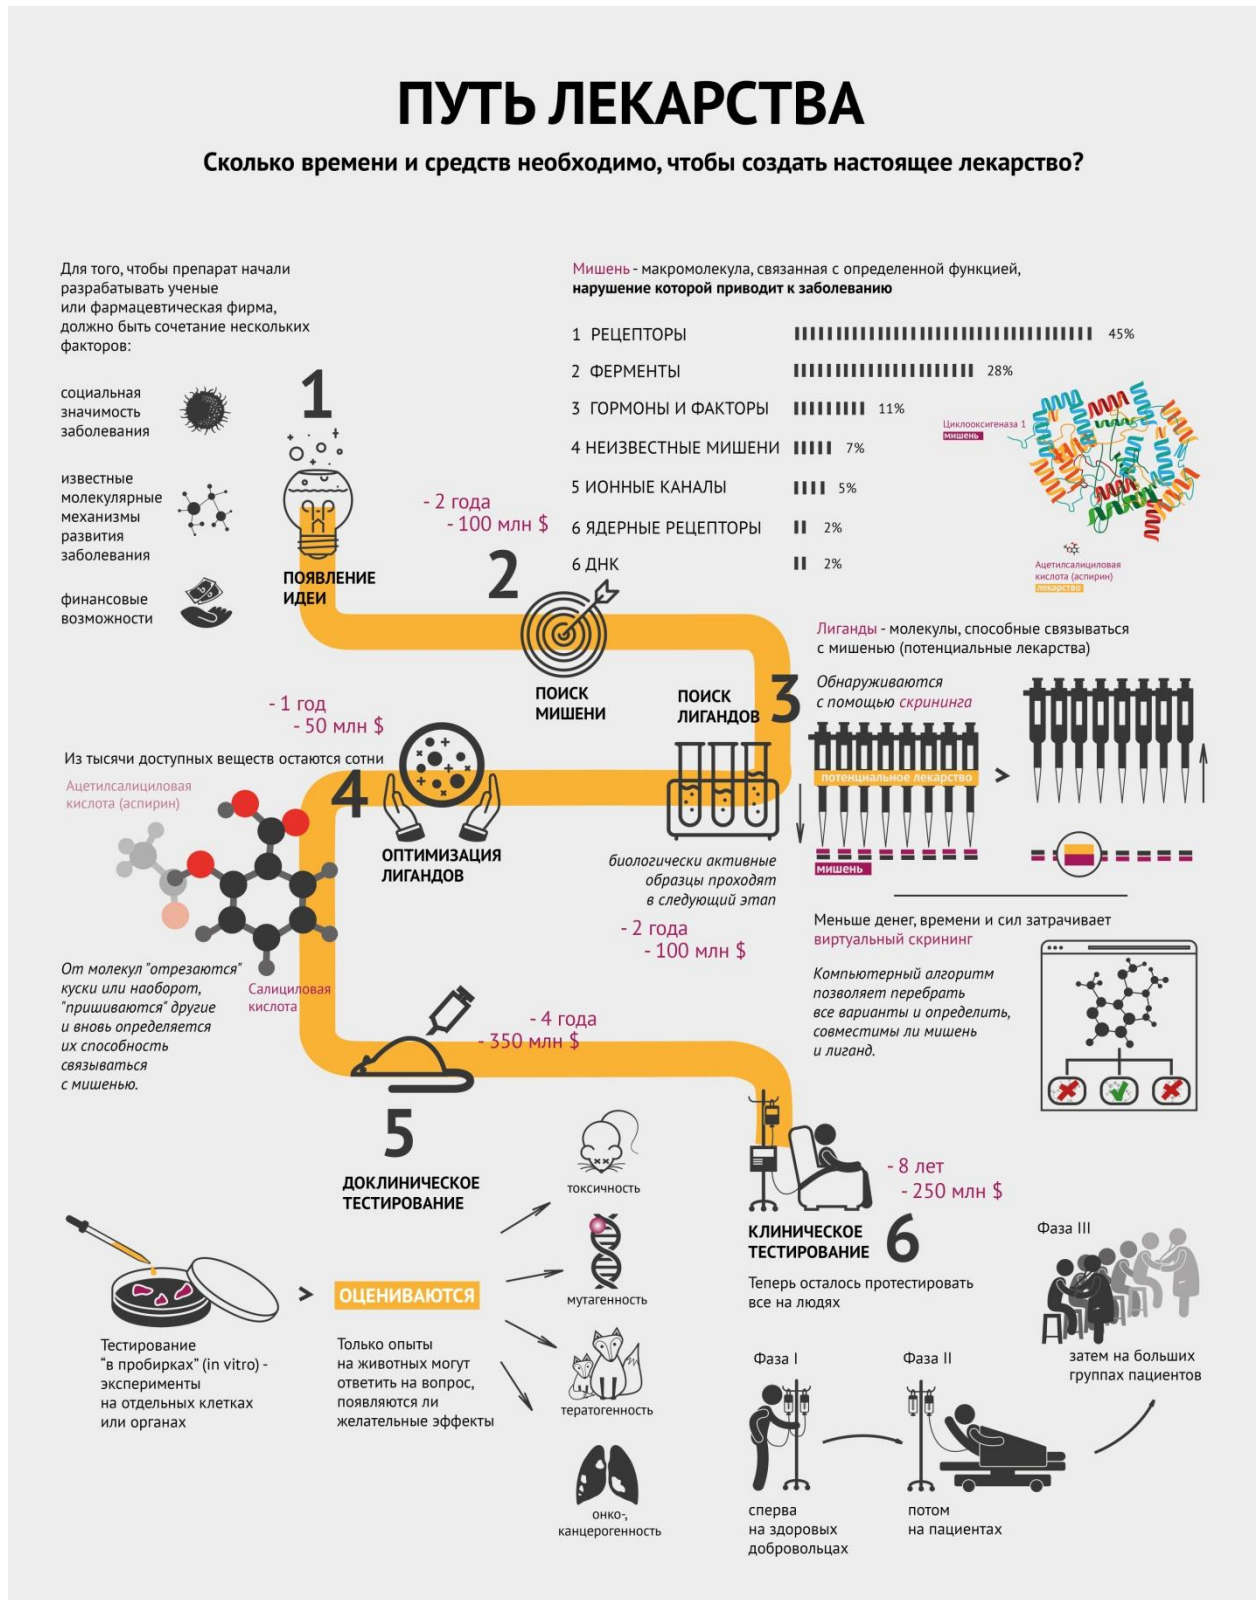 ПУТЬ ЛЕКАРСТВА
Сколько времени и средств необходимо, чтобы создать настоящее лекарство?
Для того, чтобы препарат начали
разрабатывать ученые
или фармацевтическая фирма,
должно быть сочетание нескольких
факторов:
социальная
значимость
заболевания
известные
молекулярные
механизмы
развития
заболевания
финансовые
возможности
1
ПОЯВЛЕНИЕ
ИДЕИ
- 2 года
- 100 млн $
2
ПОИСК
МИШЕНИ
Мишень - макромолекула, связанная с определенной функцией,
нарушение которой приводит к заболеванию
1 РЕЦЕПТОРЫ 45%
2 ФЕРМЕНТЫ 28%
3 ГОРМОНЫ И ФАКТОРЫ 11%
4 НЕИЗВЕСТНЫЕ МИШЕНИ 7%
5 ИОННЫЕ КАНАЛЫ 5%
6 ЯДЕРНЫЕ РЕЦЕПТОРЫ 2%
6 ДНК 2%
Циклооксигеназа 1
мишень
Ацетилсалициловая
кислота (аспирин)
лекарство
ПОИСК
ЛИГАНДОВ
3
Лиганды - молекулы, способные связываться
с мишенью (потенциальные лекарства)
Обнаруживаются
с помощью скрининга
потенциальное лекарство
>
мишень
биологически активные
образцы проходят
в следующий этап
- 2 года
- 100 млн $
Меньше денег, времени и сил затрачивает
виртуальный скрининг
Компьютерный алгоритм
позволяет перебрать
все варианты и определить,
совместимы ли мишень
и лиганд.
- 1 год
- 50 млн $
Из тысячи доступных веществ остаются сотни
4
ОПТИМИЗАЦИЯ
ЛИГАНДОВ
Ацетилсалициловая
кислота (аспирин)
Салициловая
кислота
От молекул "отрезаются"
куски или наоборот,
"пришиваются" другие
и вновь определяется
их способность
связываться
с мишенью.
- 4 года
- 350 млн $
5
ДОКЛИНИЧЕСКОЕ
ТЕСТИРОВАНИЕ
Тестирование
“в пробирках” (in vitro) -
эксперименты
на отдельных клетках
или органах
>
ОЦЕНИВАЮТСЯ
Только опыты
на животных могут
ответить на вопрос,
появляются ли
желательные эффекты
токсичность
мутагенность
тератогенность
онко-,
канцерогенность
- 8 лет
- 250 млн $
КЛИНИЧЕСКОЕ
ТЕСТИРОВАНИЕ
6
Теперь осталось протестировать
все на людях
Фаза I
сперва
на здоровых
добровольцах
Фаза II
потом
на пациентах
Фаза III
затем на больших
группах пациентов